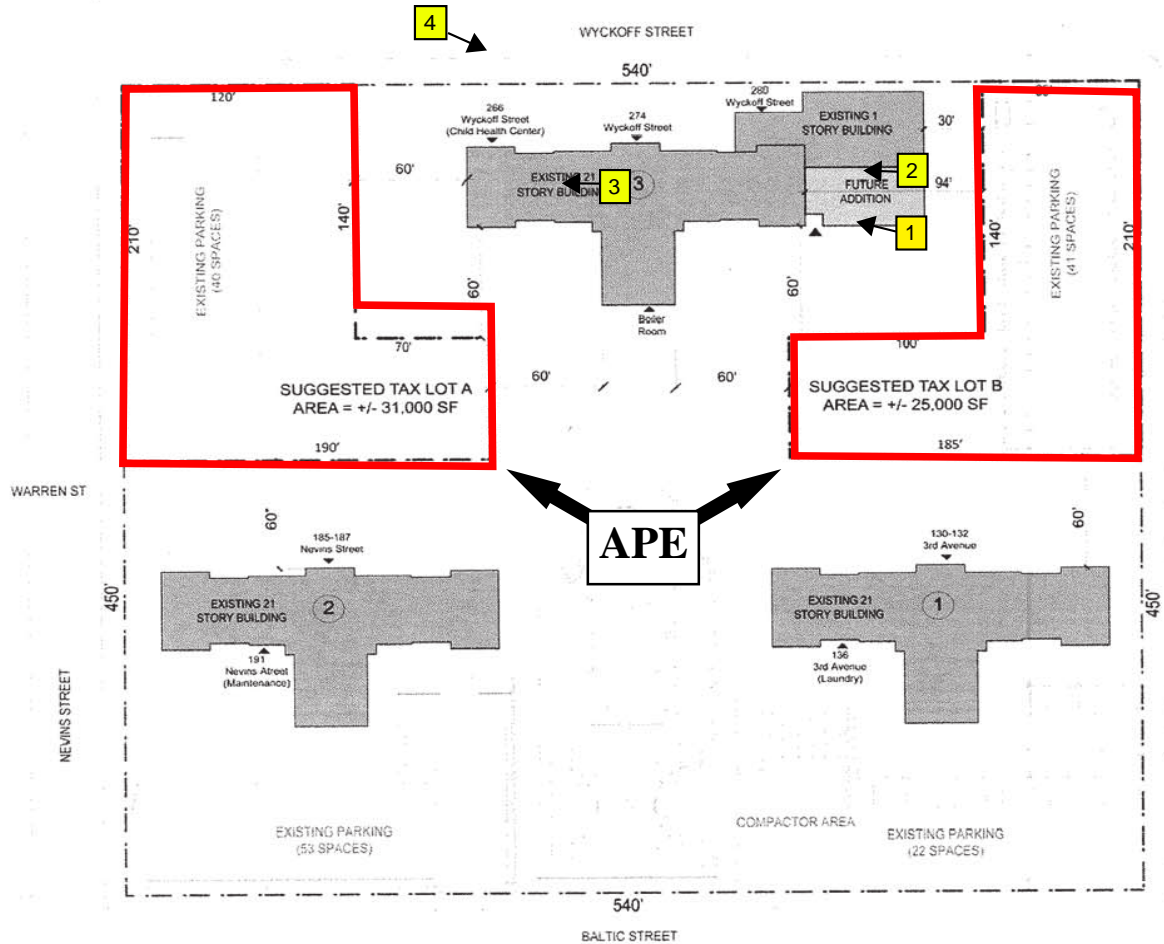 4
WYCKOFF STREET
540'
120'
266
Wyckoff Street
(Child Health Center)
274
Wyckoff Street
280
Wyckoff Street
EXISTING 1
STORY BUILDING
30'
60'
EXISTING 21
STORY BUILDING
3
3
2
FUTURE
ADDITION
94'
1
210'
EXISTING PARKING
(40 SPACES)
140'
140'
EXISTING PARKING
(41 SPACES)
210'
60'
60'
Boiler
Room
70'
100'
60'
60'
SUGGESTED TAX LOT A
AREA = +/- 31,000 SF
SUGGESTED TAX LOT B
AREA = +/- 25,000 SF
190'
185'
WARREN ST
APE
60'
60'
185-187
Nevins Street
130-132
3rd Avenue
450'
EXISTING 21
STORY BUILDING
2
EXISTING 21
STORY BUILDING
1
450'
191
Nevins Atreet
(Maintenance)
136
3rd Avenue
(Laundry)
NEVINS STREET
EXISTING PARKING
(53 SPACES)
COMPACTOR AREA
EXISTING PARKING
(22 SPACES)
540'
BALTIC STREET